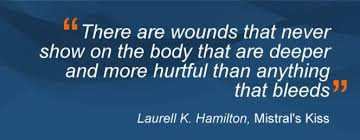 “There are wounds that never
show on the body that are deeper
and more hurtful than anything
that bleeds”
Laurell K. Hamilton, Mistral's Kiss